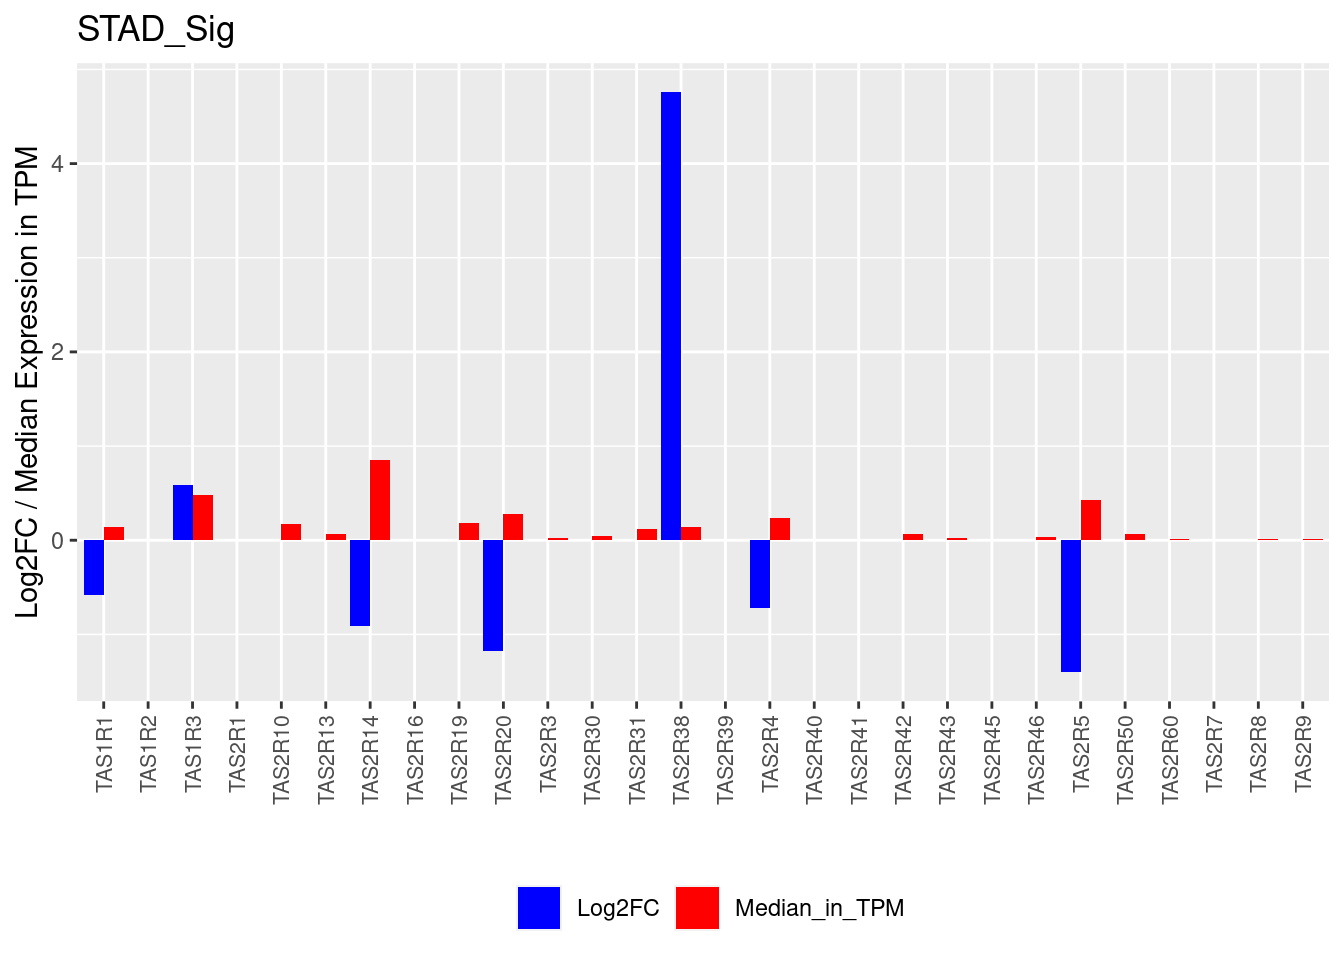 STAD_Sig
Log2FC / Median Expression in TPM
4
2
0
TAS1R1
TAS1R2
TAS1R3
TAS2R1
TAS2R10
TAS2R13
TAS2R14
TAS2R16
TAS2R19
TAS2R20
TAS2R3
TAS2R30
TAS2R31
TAS2R38
TAS2R39
TAS2R4
TAS2R40
TAS2R41
TAS2R42
TAS2R43
TAS2R45
TAS2R46
TAS2R5
TAS2R50
TAS2R60
TAS2R7
TAS2R8
TAS2R9
Log2FC
Median_in_TPM